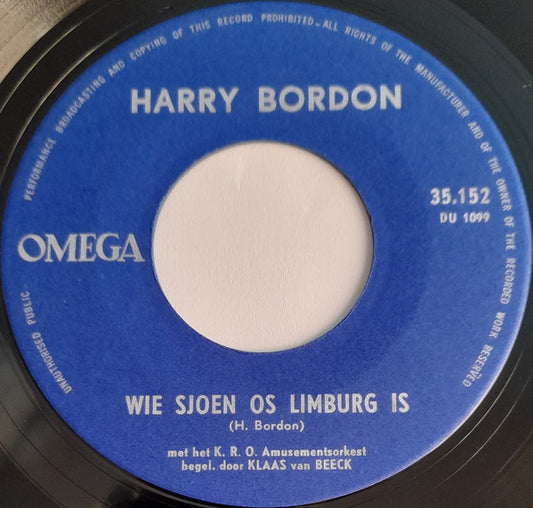 UNAUTHORISED PUBLIC PERFORMANCE BROADCASTING AND COPYING OF THIS RECORD PROHIBITED–ALL RIGHTS OF THE MANUFACTURER AND OF THE OWNER OF THE RECORDED WORK RESERVED
HARRY BORDON
35.152
DU 1099
OMEGA
WIE SJOEN OS LIMBURG IS
(H. Bordon)
met het K. R. O. Amusementsorkest
begel. door KLAAS van BEECK